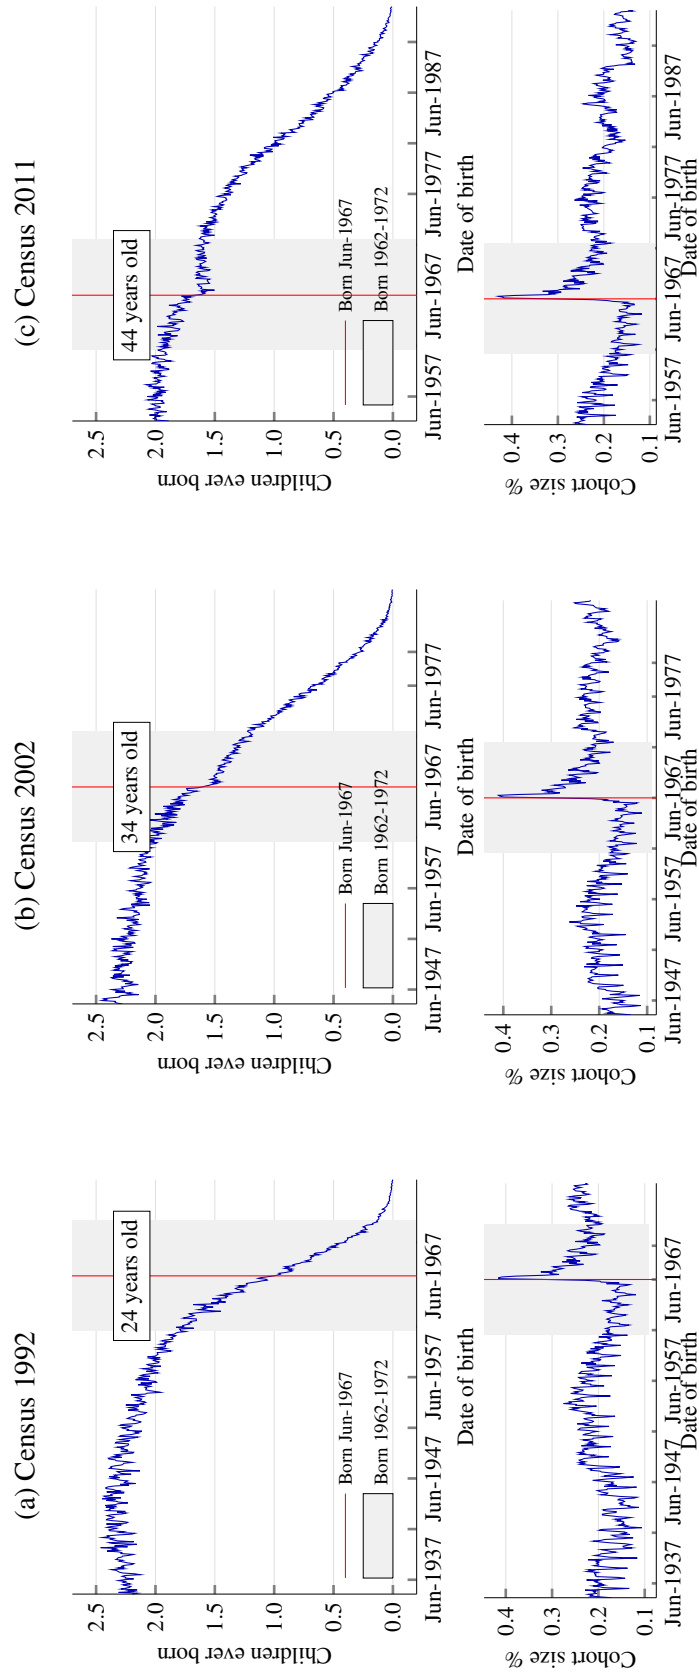 (a) Census 1992
2.5
2.0
1.5
1.0
0.5
0.0
Children ever born
24 years old
Born Jun-1967
Born 1962-1972
Jun-1937
Jun-1947
Jun-1957
Jun-1967
Date of birth
0.4
0.3
0.2
0.1
Cohort size %
Jun-1937
Jun-1947
Jun-1957
Jun-1967
Date of birth
(b) Census 2002
2.5
2.0
1.5
1.0
0.5
0.0
Children ever born
34 years old
Born Jun-1967
Born 1962-1972
Jun-1947
Jun-1957
Jun-1967
Jun-1977
Date of birth
0.4
0.3
0.2
0.1
Cohort size %
Jun-1947
Jun-1957
Jun-1967
Jun-1977
Date of birth
(c) Census 2011
2.5
2.0
1.5
1.0
0.5
0.0
Children ever born
44 years old
Born Jun-1967
Born 1962-1972
Jun-1957
Jun-1967
Jun-1977
Jun-1987
Date of birth
0.4
0.3
0.2
0.1
Cohort size %
Jun-1957
Jun-1967
Jun-1977
Jun-1987
Date of birth